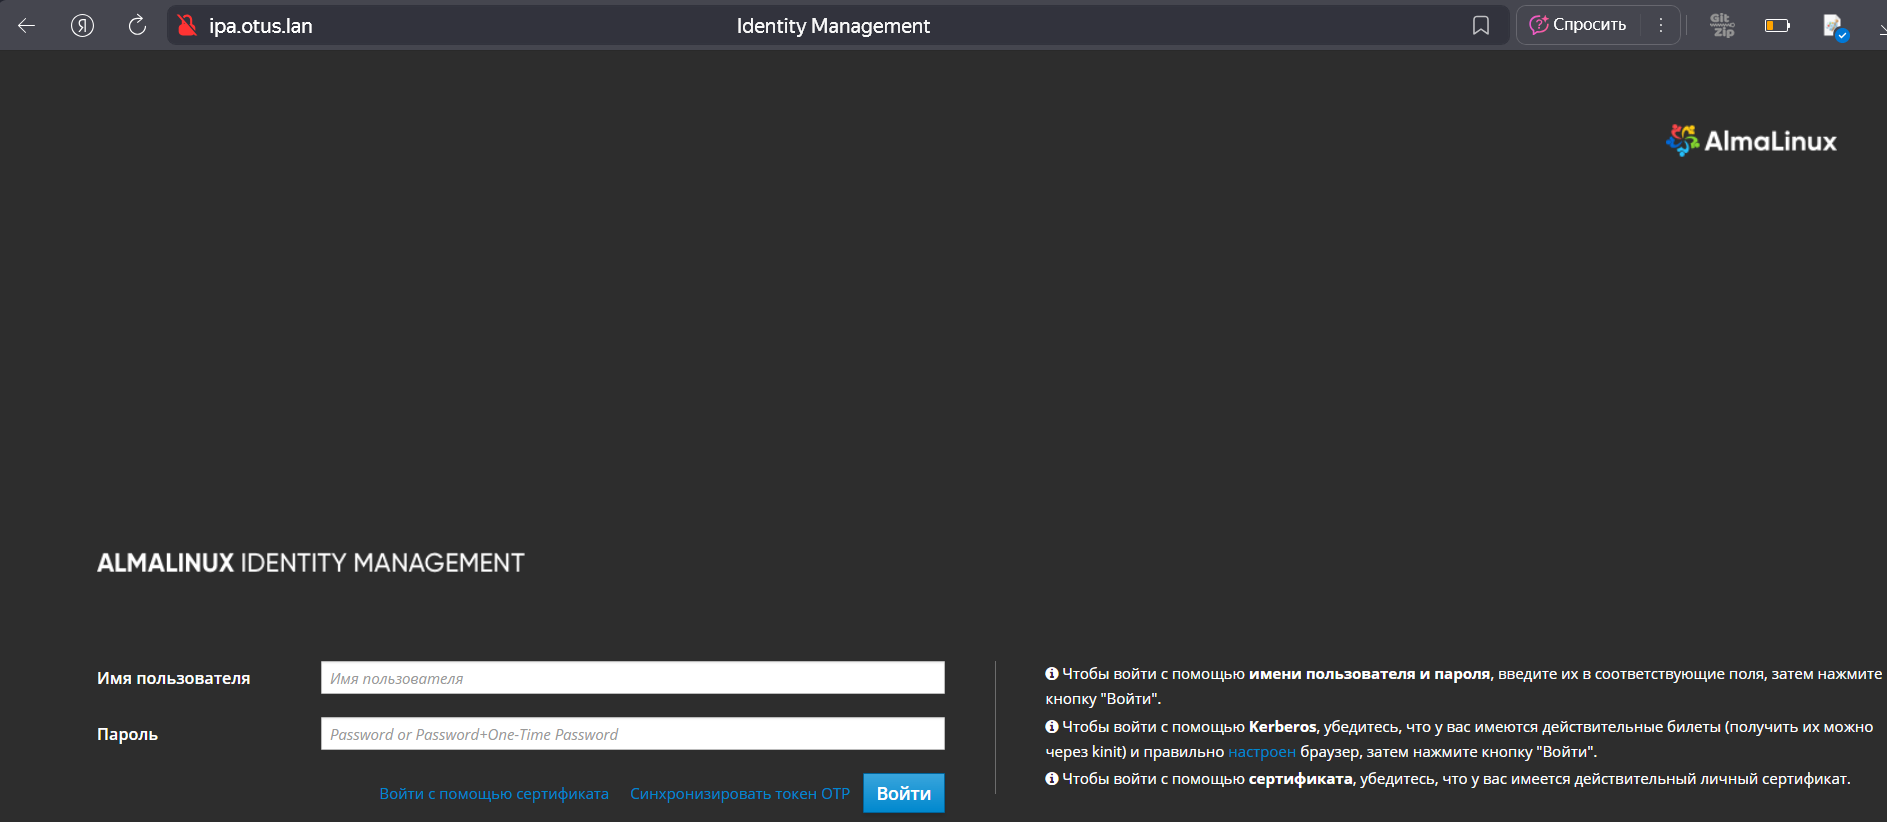 Я
ipa.otus.lan
Identity Management
Спросить
Git
Zip
AlmaLinux
ALMALINUX IDENTITY MANAGEMENT
Имя пользователя
Имя пользователя
Пароль
Password or Password+One-Time Password
Войти с помощью сертификата
Синхронизировать токен OTP
Войти
Чтобы войти с помощью имени пользователя и пароля, введите их в соответствующие поля, затем нажмите
кнопку "Войти".
Чтобы войти с помощью Kerberos, убедитесь, что у вас имеются действительные билеты (получить их можно
через kinit) и правильно настроен браузер, затем нажмите кнопку "Войти".
Чтобы войти с помощью сертификата, убедитесь, что у вас имеется действительный личный сертификат.